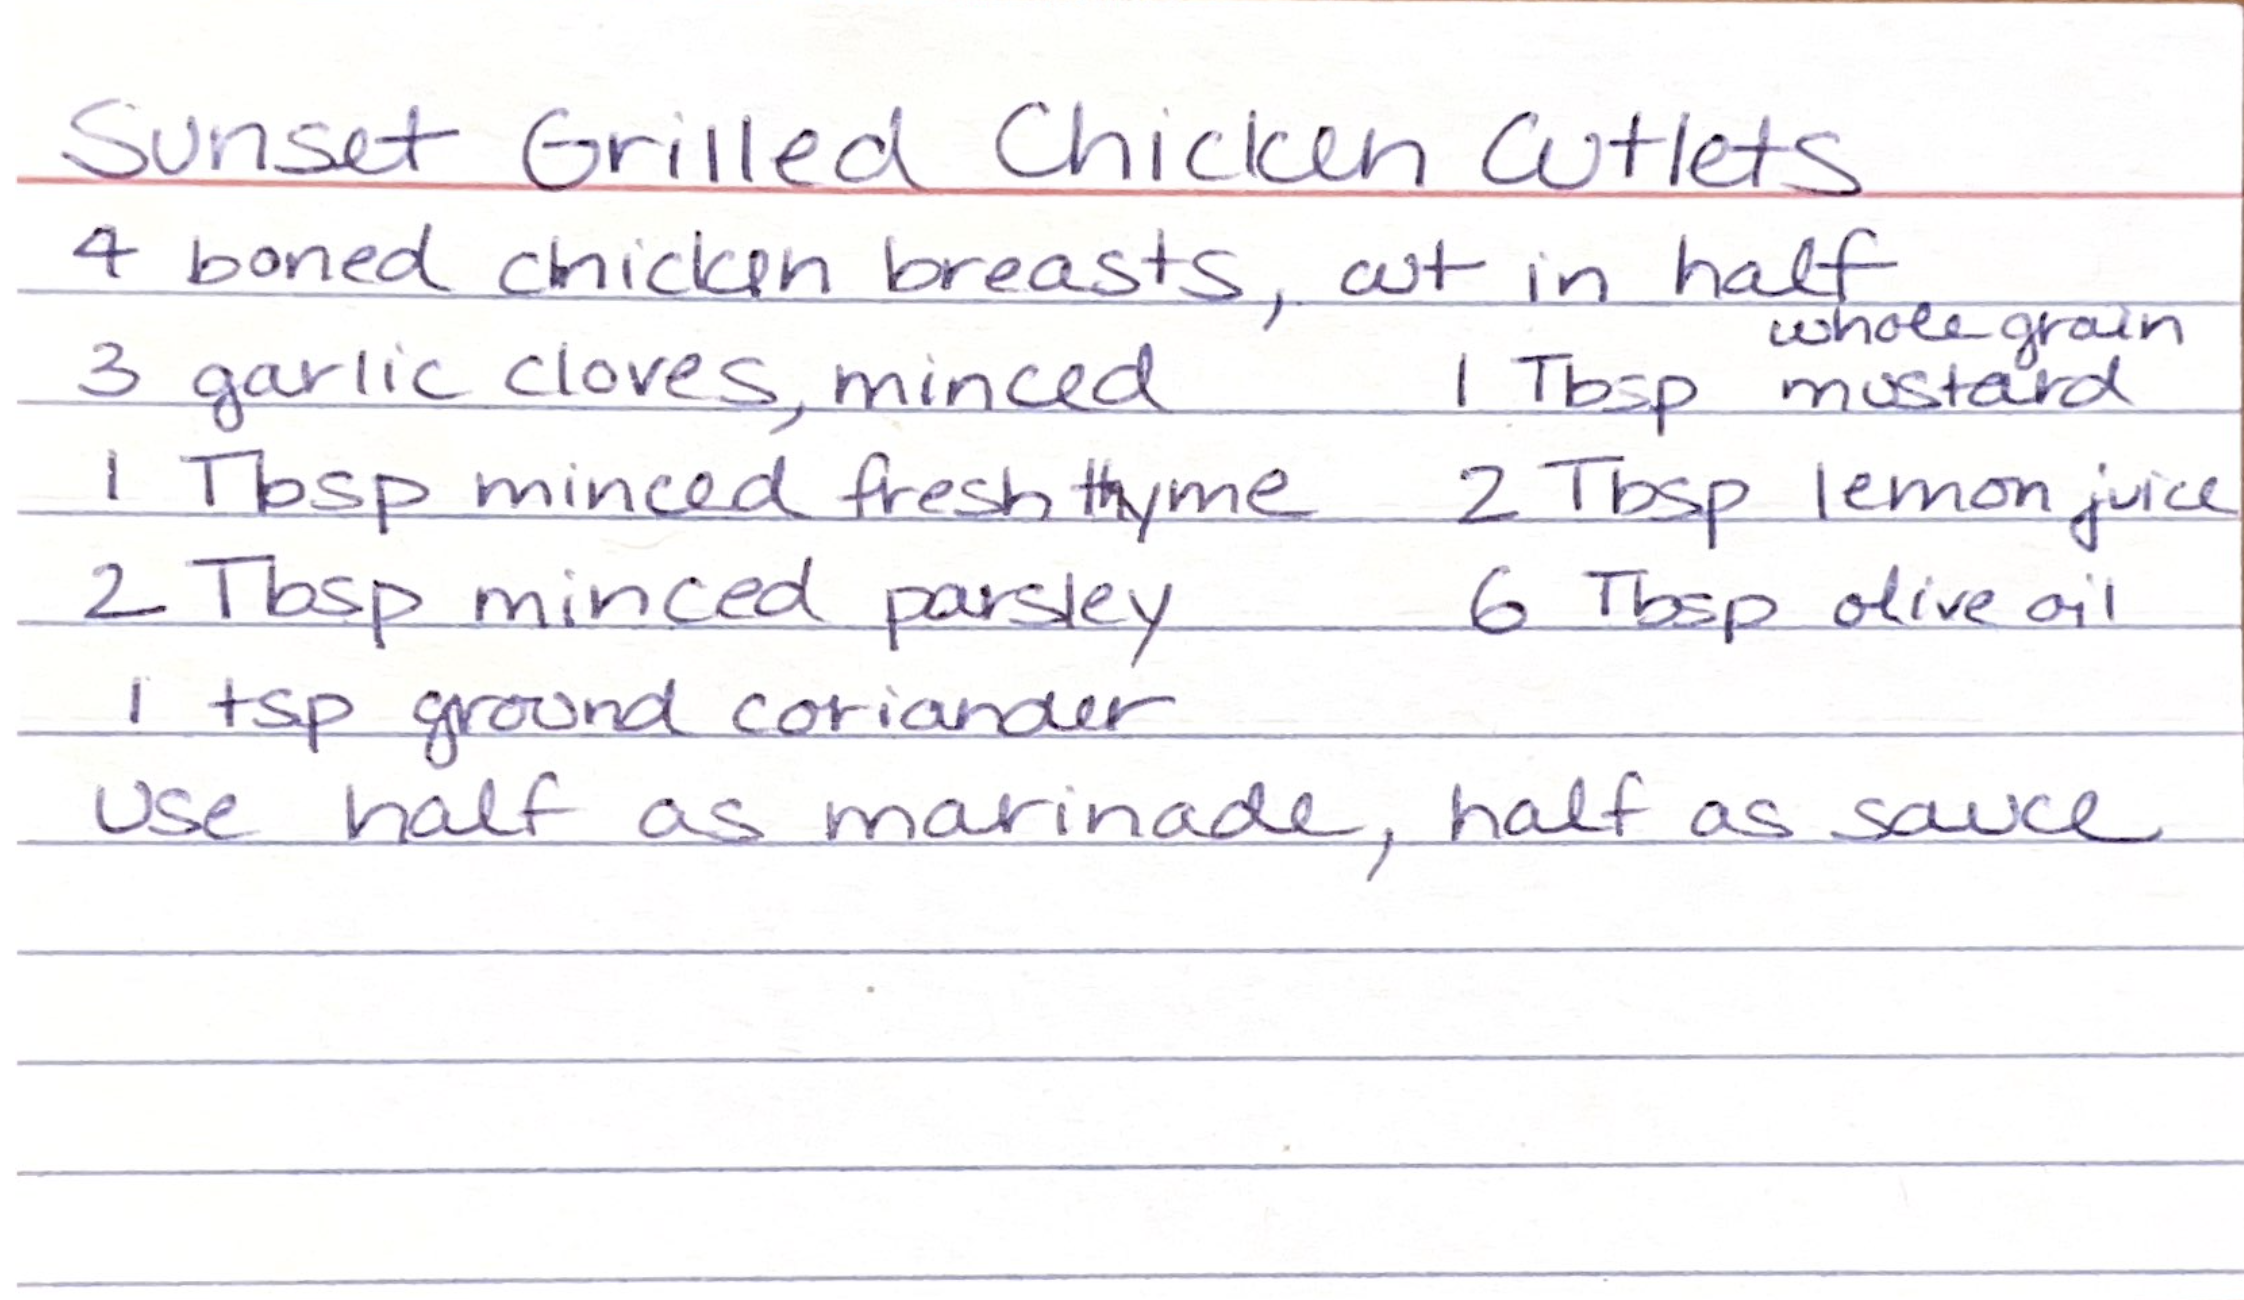 Sunset Grilled Chicken Cutlets
4 boned chicken breasts, cut in half
3 garlic cloves, minced 1 Tbsp whole grain mustard
1 Tbsp minced fresh thyme 2 Tbsp lemon juice
2 Tbsp minced parsley 6 Tbsp olive oil
1 tsp ground coriander
Use half as marinade, half as sauce